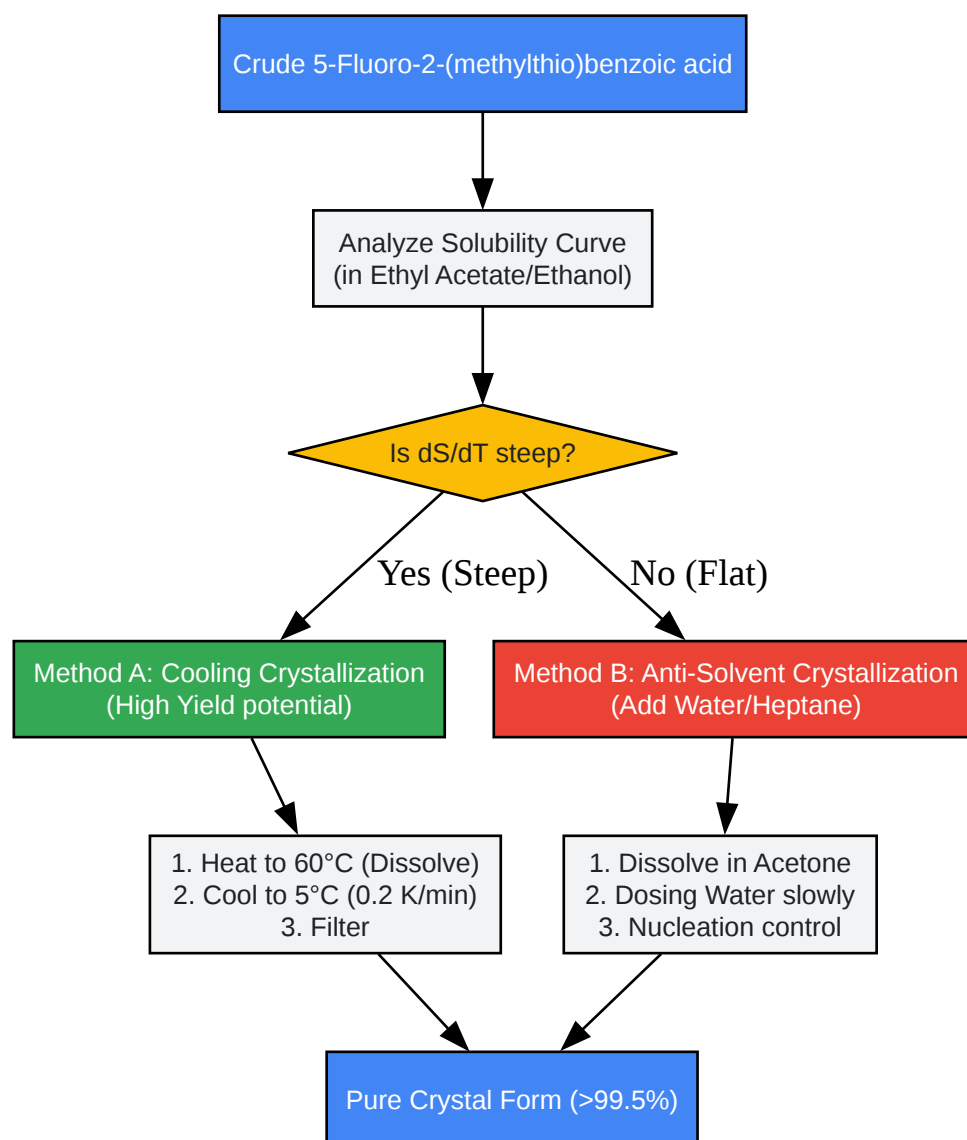 Crude 5-Fluoro-2-(methylthio)benzoic acid
Analyze Solubility Curve
(in Ethyl Acetate/Ethanol)
Is dS/dT steep?
Yes (Steep)
No (Flat)
Method A: Cooling Crystallization
(High Yield potential)
Method B: Anti-Solvent Crystallization
(Add Water/Heptane)
1. Heat to 60°C (Dissolve)
2. Cool to 5°C (0.2 K/min)
3. Filter
1. Dissolve in Acetone
2. Dosing Water slowly
3. Nucleation control
Pure Crystal Form (>99.5%)